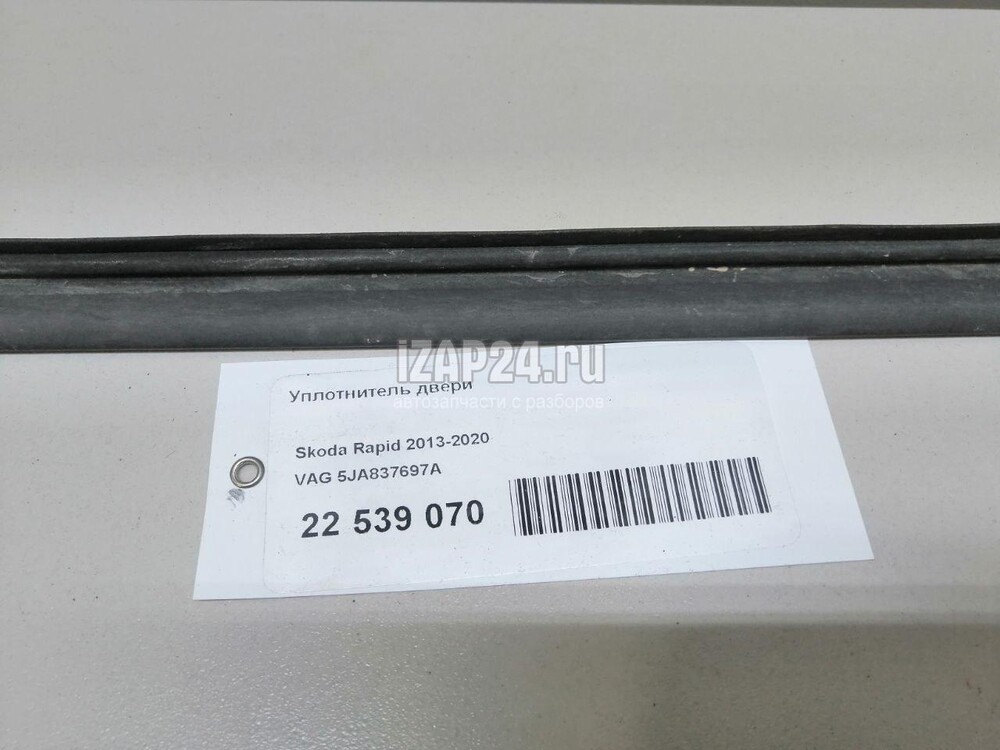 iZAP24.ru
автозапчасти с разборов
Уплотнитель двери
Skoda Rapid 2013-2020
VAG 5JA837697A
22 539 070